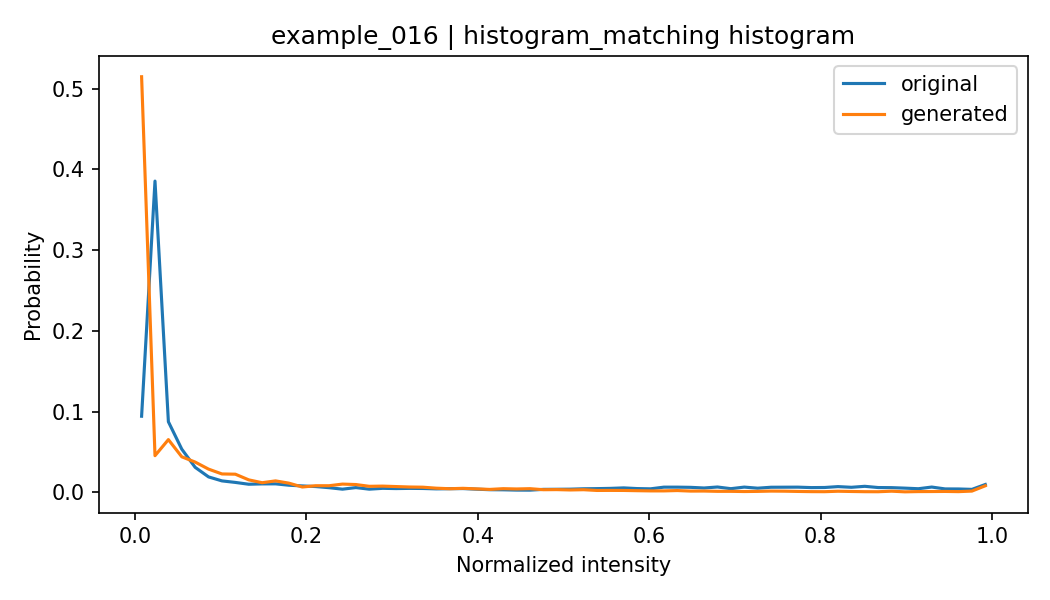 example_016 | histogram_matching histogram
original
generated
Probability
0.5
0.4
0.3
0.2
0.1
0.0
0.0 0.2 0.4 0.6 0.8 1.0
Normalized intensity